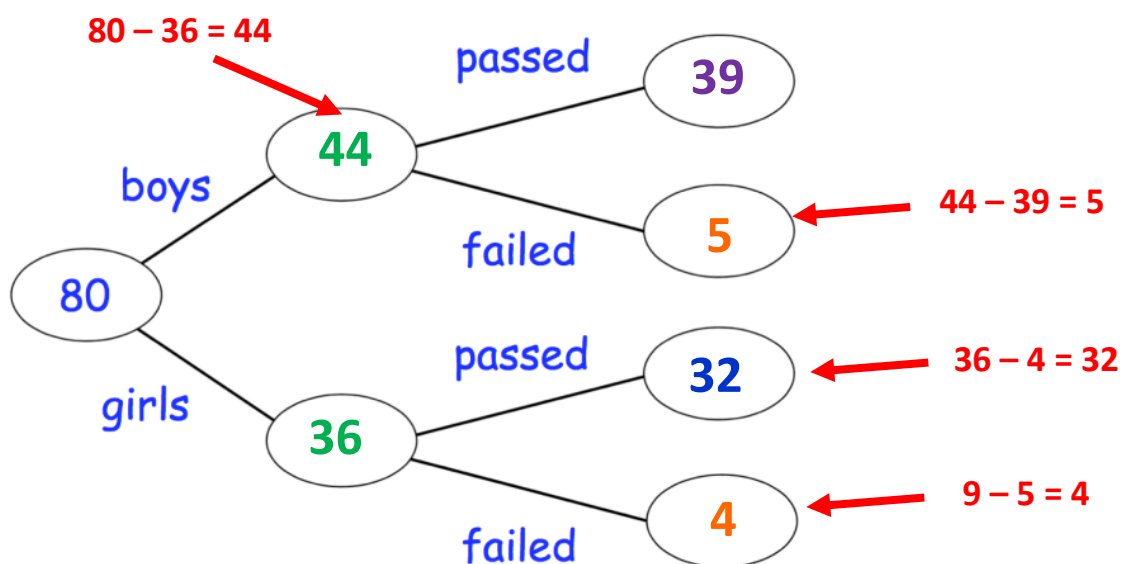 80 – 36 = 44
passed
39
44
boys
44 – 39 = 5
5
failed
80
passed
36 – 4 = 32
32
girls
36
9 – 5 = 4
4
failed